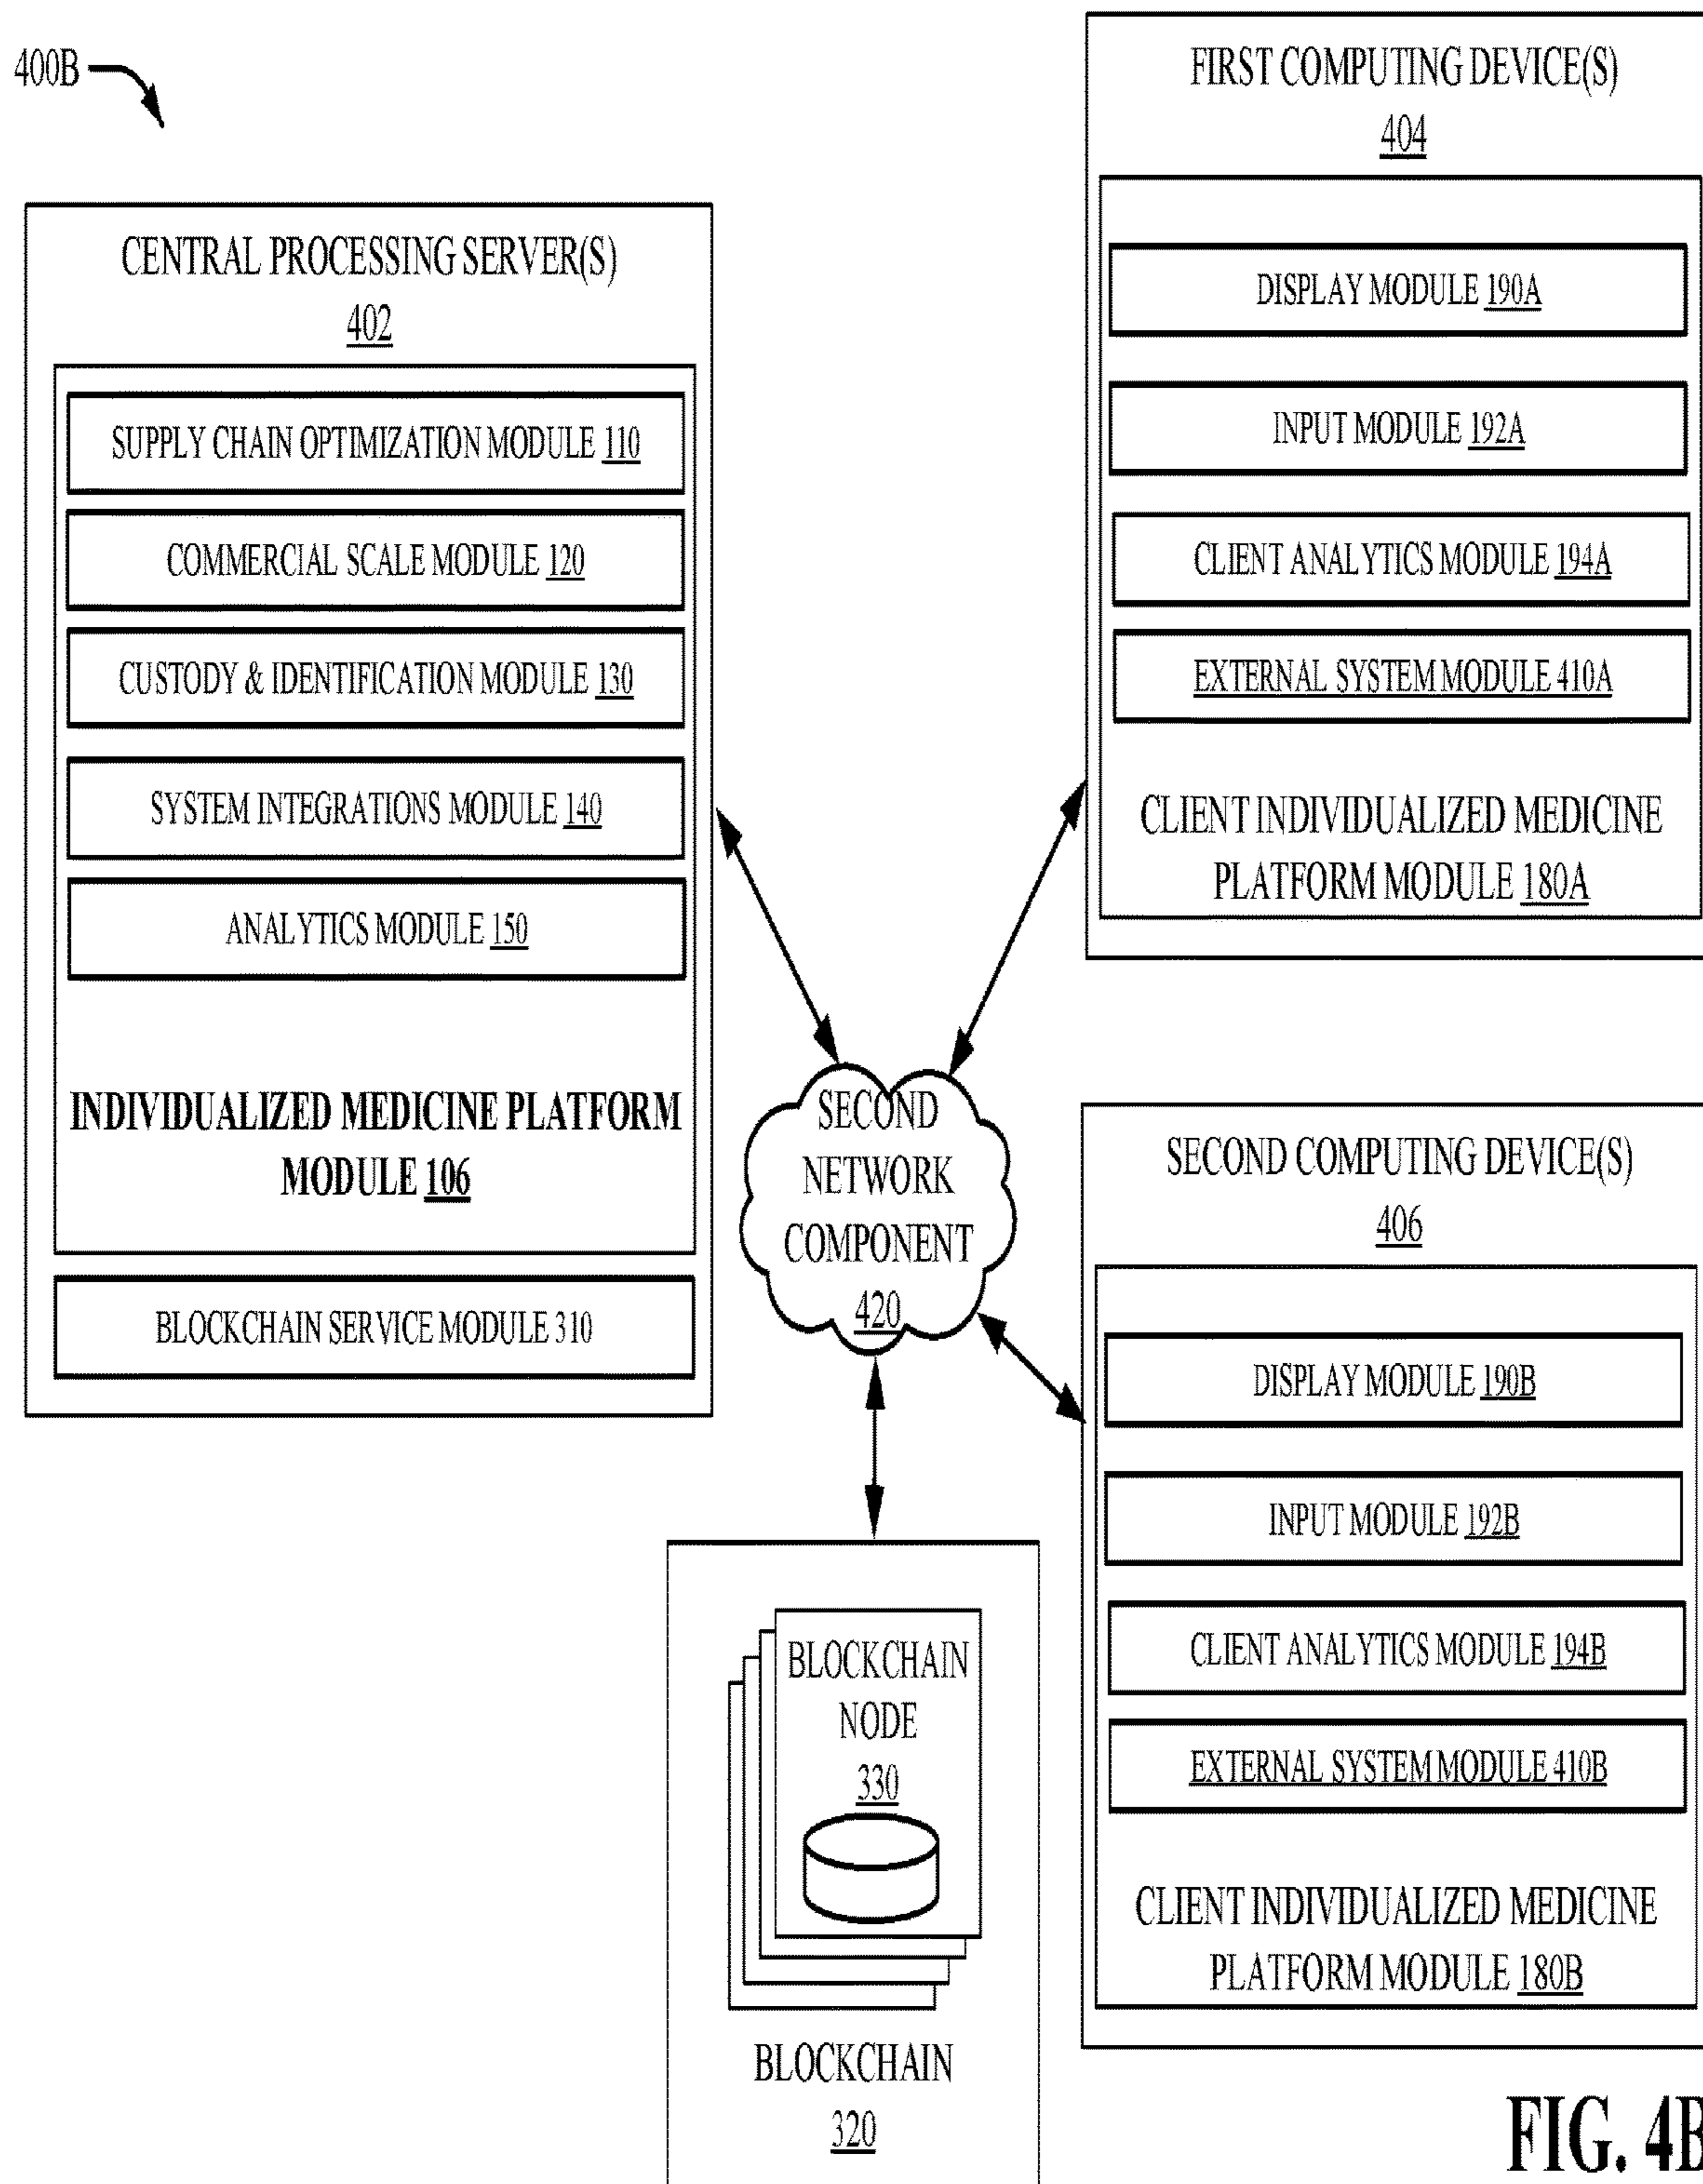 400B
CENTRAL PROCESSING SERVER(S)
402
SUPPLY CHAIN OPTIMIZATION MODULE 110
COMMERCIAL SCALE MODULE 120
CUSTODY & IDENTIFICATION MODULE 130
SYSTEM INTEGRATIONS MODULE 140
ANALYTICS MODULE 150
INDIVIDUALIZED MEDICINE PLATFORM
MODULE 106
BLOCKCHAIN SERVICE MODULE 310
FIRST COMPUTING DEVICE(S)
404
DISPLAY MODULE 190A
INPUT MODULE 192A
CLIENT ANALYTICS MODULE 194A
EXTERNAL SYSTEM MODULE 410A
CLIENT INDIVIDUALIZED MEDICINE
PLATFORM MODULE 180A
SECOND
NETWORK
COMPONENT
420
SECOND COMPUTING DEVICE(S)
406
DISPLAY MODULE 190B
INPUT MODULE 192B
CLIENT ANALYTICS MODULE 194B
EXTERNAL SYSTEM MODULE 410B
CLIENT INDIVIDUALIZED MEDICINE
PLATFORM MODULE 180B
BLOCKCHAIN
NODE
330
BLOCKCHAIN
320
FIG. 4B